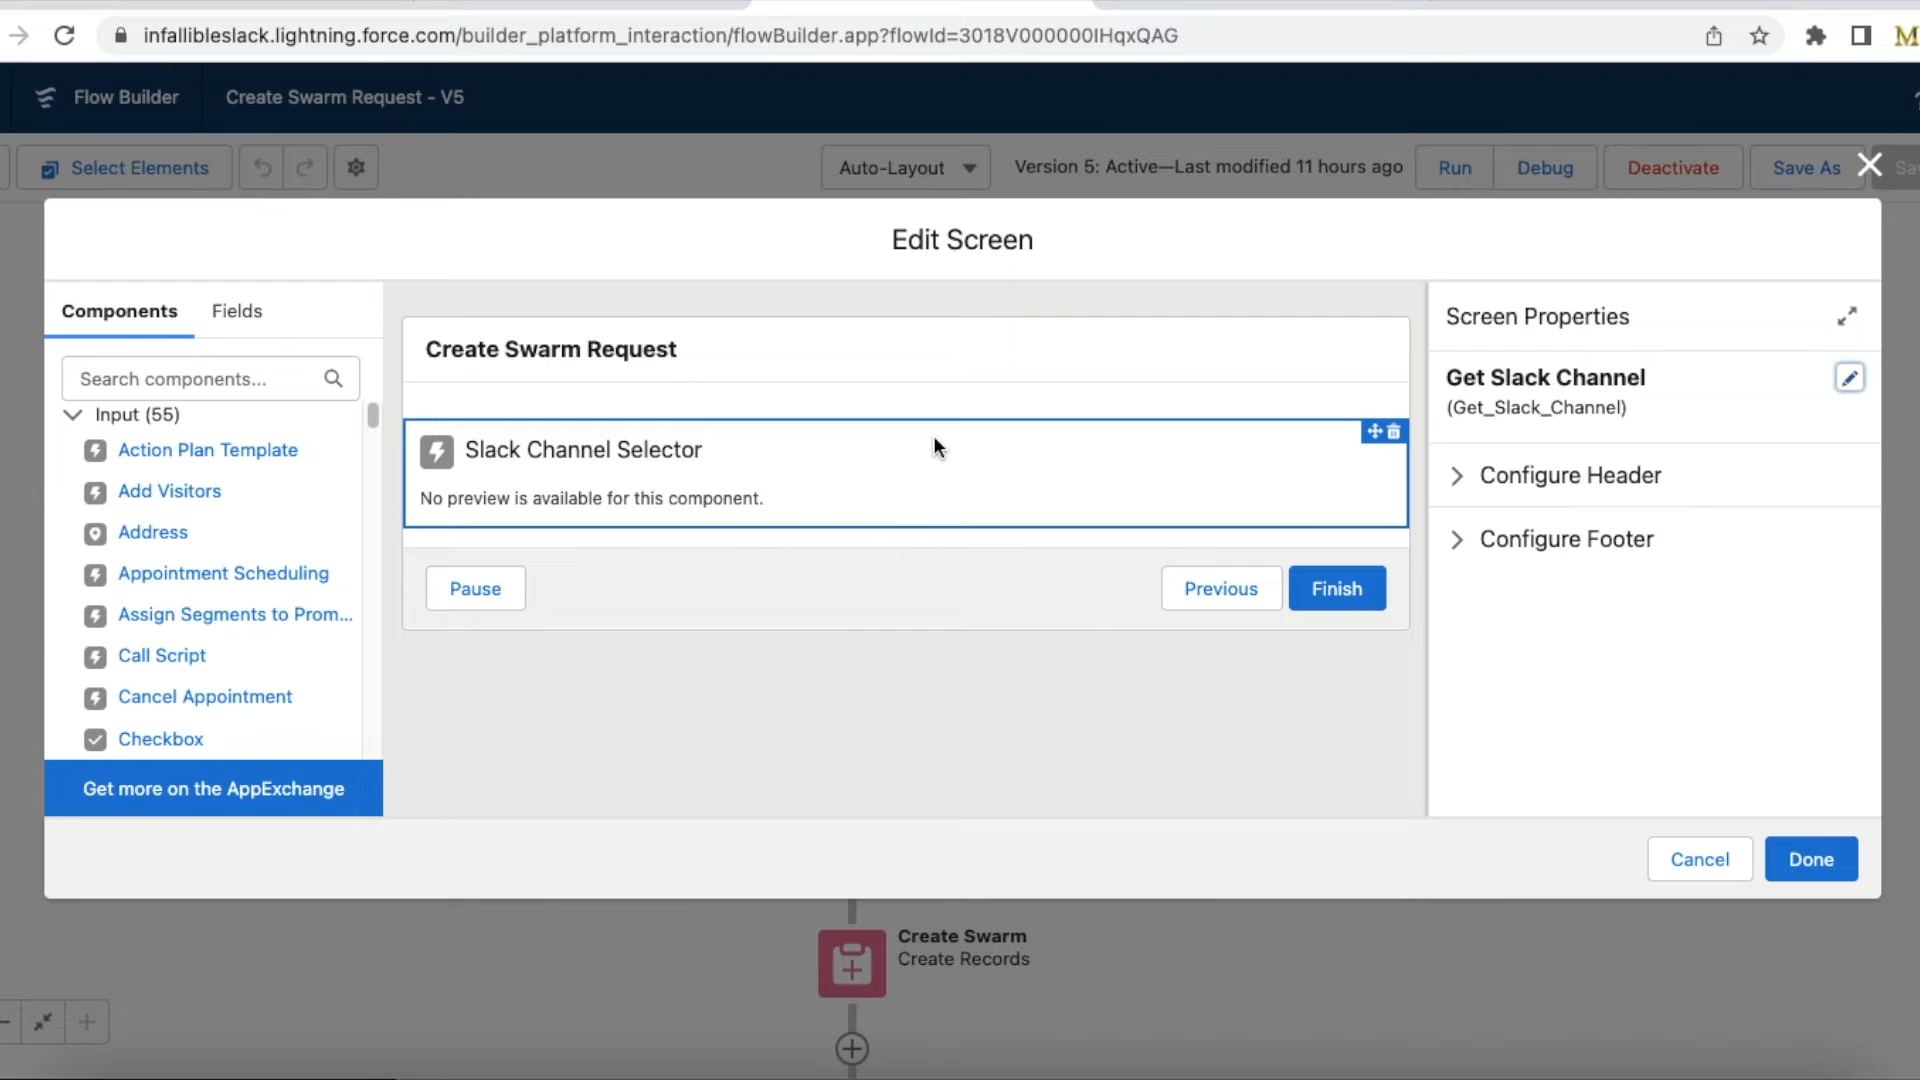 infallibleslack.lightning.force.com/builder_platform_interaction/flowBuilder.app?flowId=3018V000000IHqxQAG
Flow Builder
Create Swarm Request - V5
Select Elements
Auto-Layout
Version 5: Active—Last modified 11 hours ago
Run
Debug
Deactivate
Save As
Edit Screen
Components
Fields
Search components...
Input (55)
Action Plan Template
Add Visitors
Address
Appointment Scheduling
Assign Segments to Prom...
Call Script
Cancel Appointment
Checkbox
Get more on the AppExchange
Create Swarm Request
Slack Channel Selector
No preview is available for this component.
Pause
Previous
Finish
Screen Properties
Get Slack Channel
(Get_Slack_Channel)
Configure Header
Configure Footer
Cancel
Done
Create Swarm
Create Records